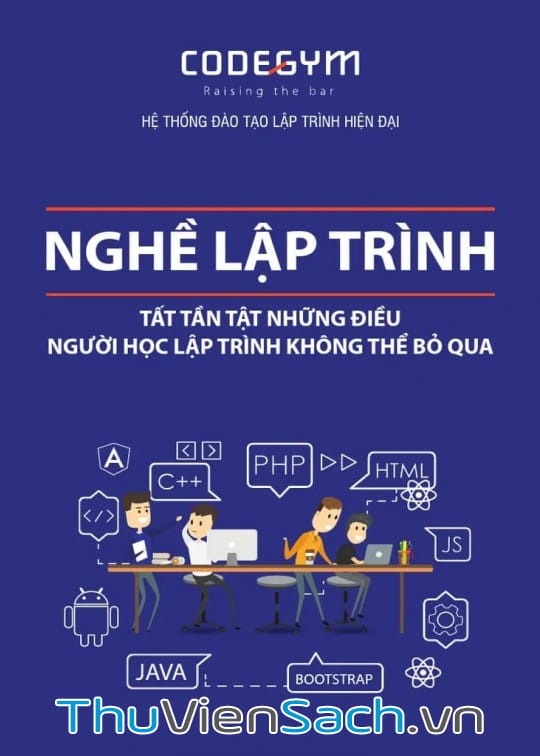 CODEGYM
Raising the bar
HỆ THỐNG ĐÀO TẠO LẬP TRÌNH HIỆN ĐẠI
NGHỀ LẬP TRÌNH
TẤT TẦN TẬT NHỮNG ĐIỀU
NGƯỜI HỌC LẬP TRÌNH KHÔNG THỂ BỎ QUA
A
< >
C++
PHP
HTML
</>
JS
JAVA
BOOTSTRAP
ThuVienSach.vn